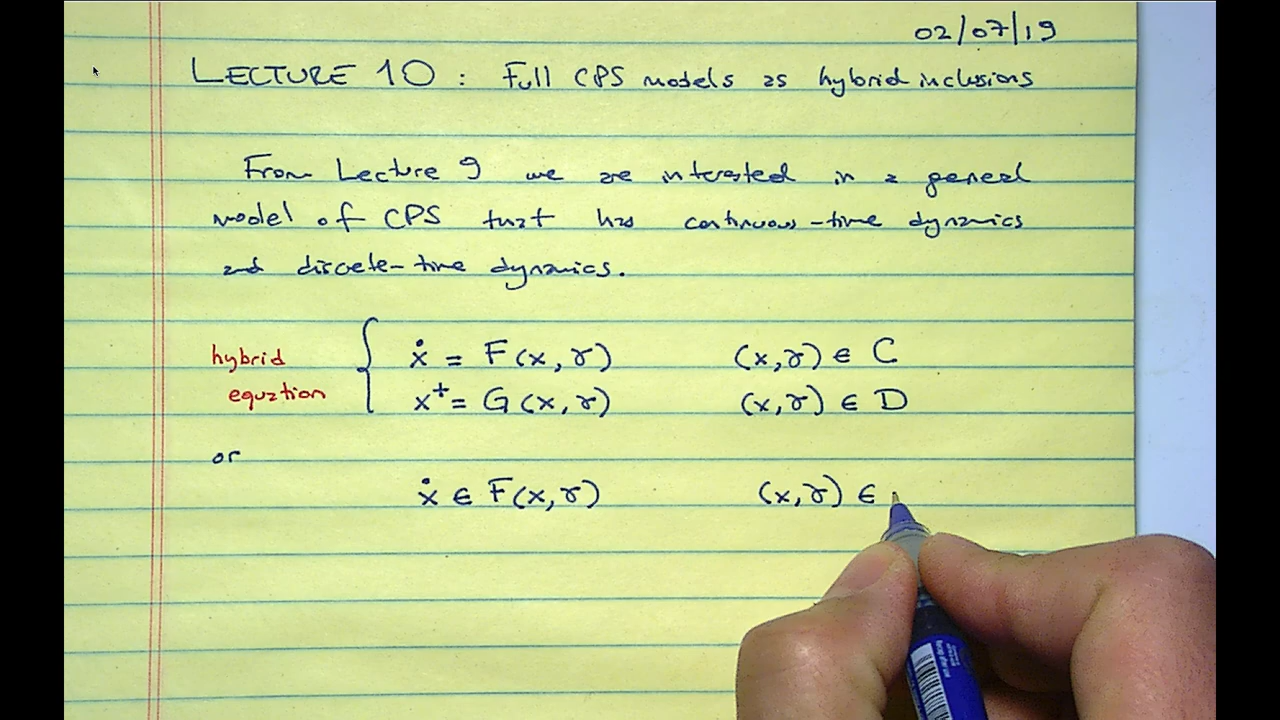 02/07/19
LECTURE 10 : Full CPS models as hybrid inclusions
From Lecture 9 we are interested in a general
model of CPS that has continuous-time dynamics
and discrete-time dynamics.
hybrid equation { ẋ = F(x,γ) (x,γ) ∈ C
x⁺ = G(x,γ) (x,γ) ∈ D
or
ẋ ∈ F(x,γ) (x,γ) ∈